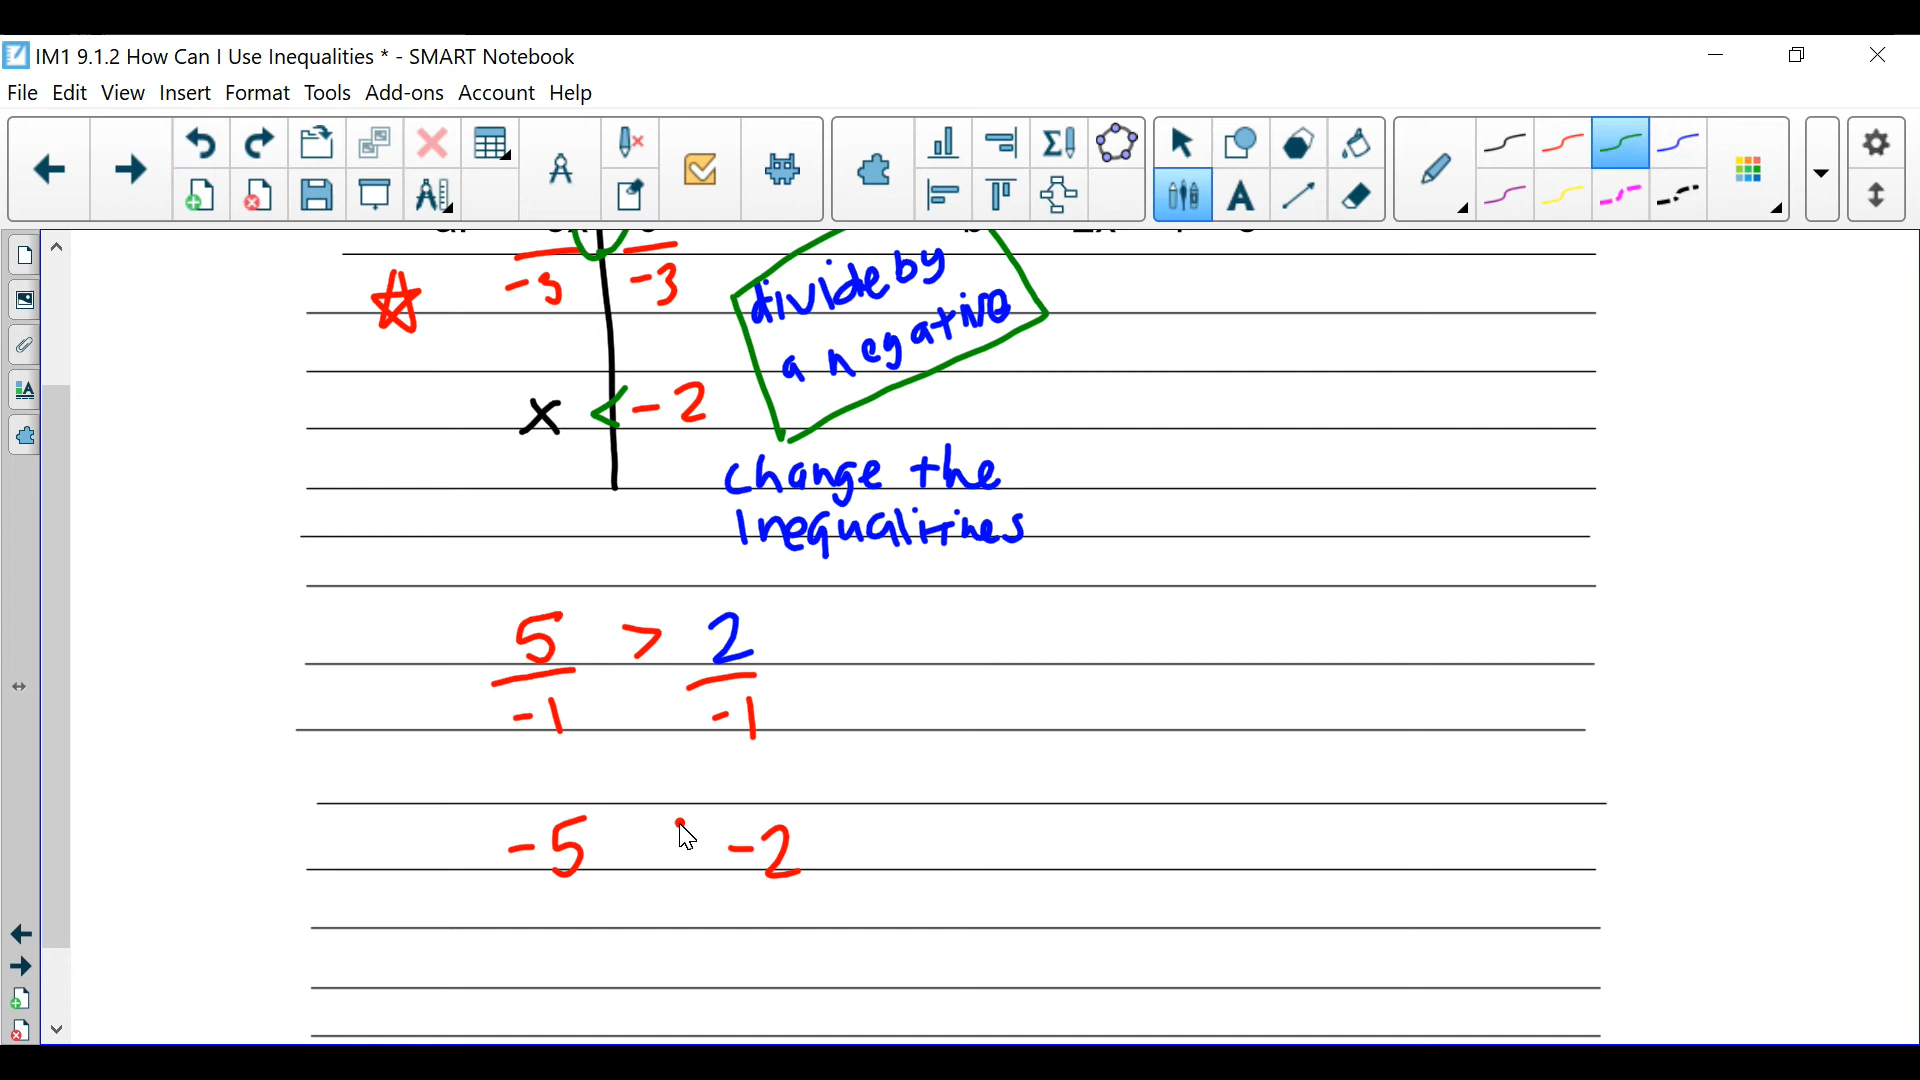 IM1 9.1.2 How Can I Use Inequalities * - SMART Notebook
File Edit View Insert Format Tools Add-ons Account Help
-3 -3
divide by
a negative
x < -2
change the
Inequalities
5 > 2
-1 -1
-5 -2